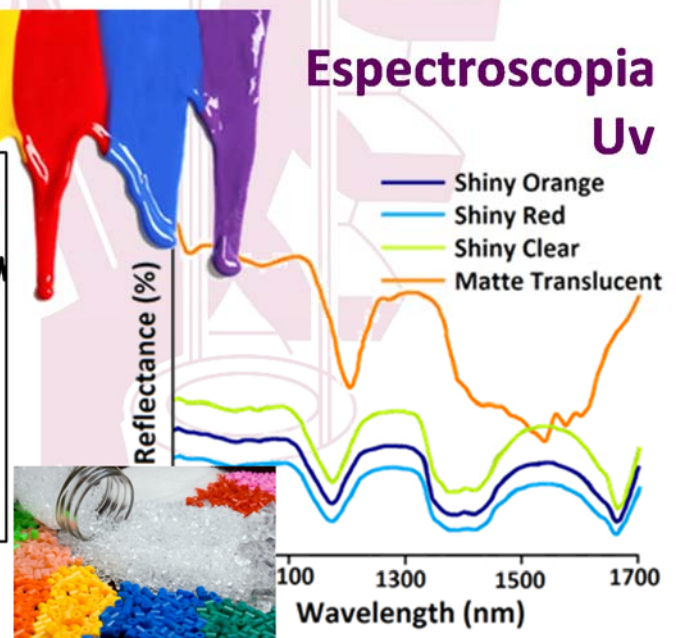 Espectroscopia
Uv
Shiny Orange
Shiny Red
Shiny Clear
Matte Translucent
Reflectance (%)
100
1300
1500
1700
Wavelength (nm)